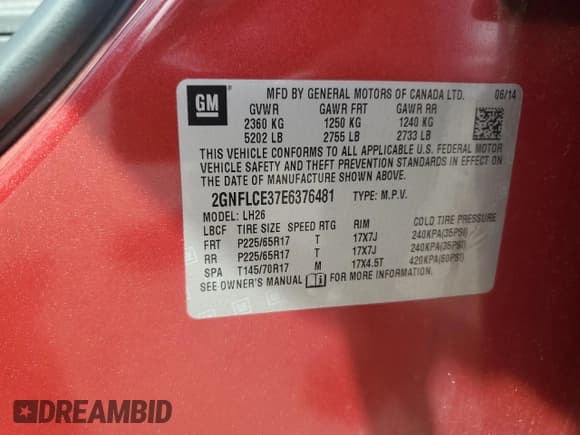 GM
MFD BY GENERAL MOTORS OF CANADA LTD. 06/14
GVWR GAWR FRT GAWR RR
2360 KG 1250 KG 1240 KG
5202 LB 2755 LB 2733 LB
THIS VEHICLE CONFORMS TO ALL APPLICABLE U.S. FEDERAL MOTOR
VEHICLE SAFETY AND THEFT PREVENTION STANDARDS IN EFFECT ON
THE DATE OF MANUFACTURE SHOWN ABOVE.
2GNFLCE37E6376481 TYPE: M.P.V.
MODEL: LH26
LBCF TIRE SIZE SPEED RTG RIM COLD TIRE PRESSURE
FRT P225/65R17 T 17X7J 240KPA(35PSI)
RR P225/65R17 T 17X7J 240KPA(35PSI)
SPA T145/70R17 M 17X4.5T 420KPA(60PSI)
SEE OWNER'S MANUAL FOR MORE INFORMATION.
DREAMBID